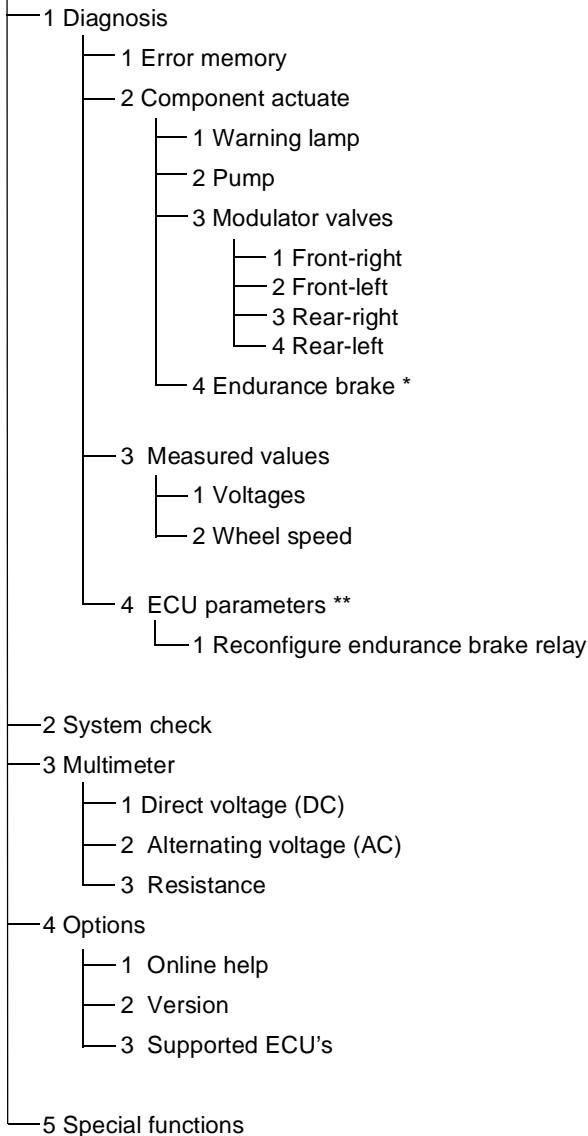 1 Diagnosis
1 Error memory
2 Component actuate
1 Warning lamp
2 Pump
3 Modulator valves
1 Front-right
2 Front-left
3 Rear-right
4 Rear-left
4 Endurance brake *
3 Measured values
1 Voltages
2 Wheel speed
4 ECU parameters **
1 Reconfigure endurance brake relay
2 System check
3 Multimeter
1 Direct voltage (DC)
2 Alternating voltage (AC)
3 Resistance
4 Options
1 Online help
2 Version
3 Supported ECU's
5 Special functions